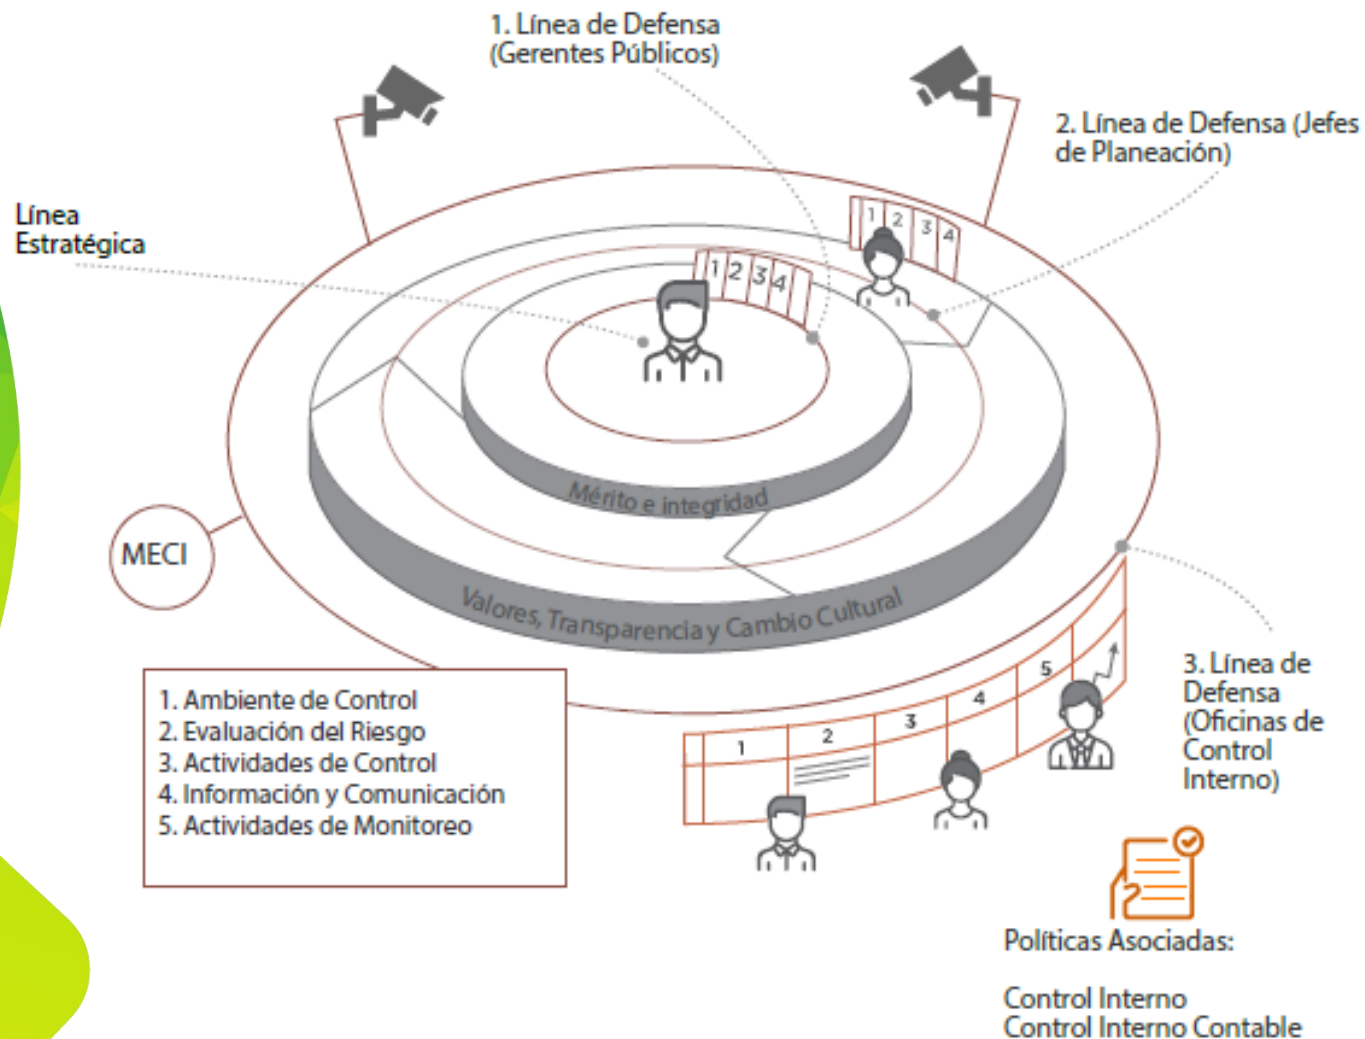 1. Línea de Defensa
(Gerentes Públicos)
2. Línea de Defensa (Jefes
de Planeación)
Línea
Estratégica
1 2 3 4
1 2 3 4
Mérito e integridad
MECI
Valores, Transparencia y Cambio Cultural
1. Ambiente de Control
2. Evaluación del Riesgo
3. Actividades de Control
4. Información y Comunicación
5. Actividades de Monitoreo
1 2 3 4 5
3. Línea de
Defensa
(Oficinas de
Control
Interno)
Políticas Asociadas:
Control Interno
Control Interno Contable